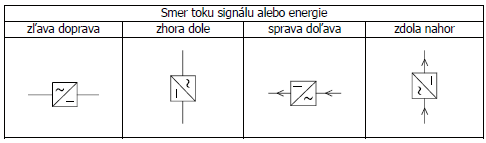 Smer toku signálu alebo energie
zľava doprava zhora dole sprava doľava zdola nahor